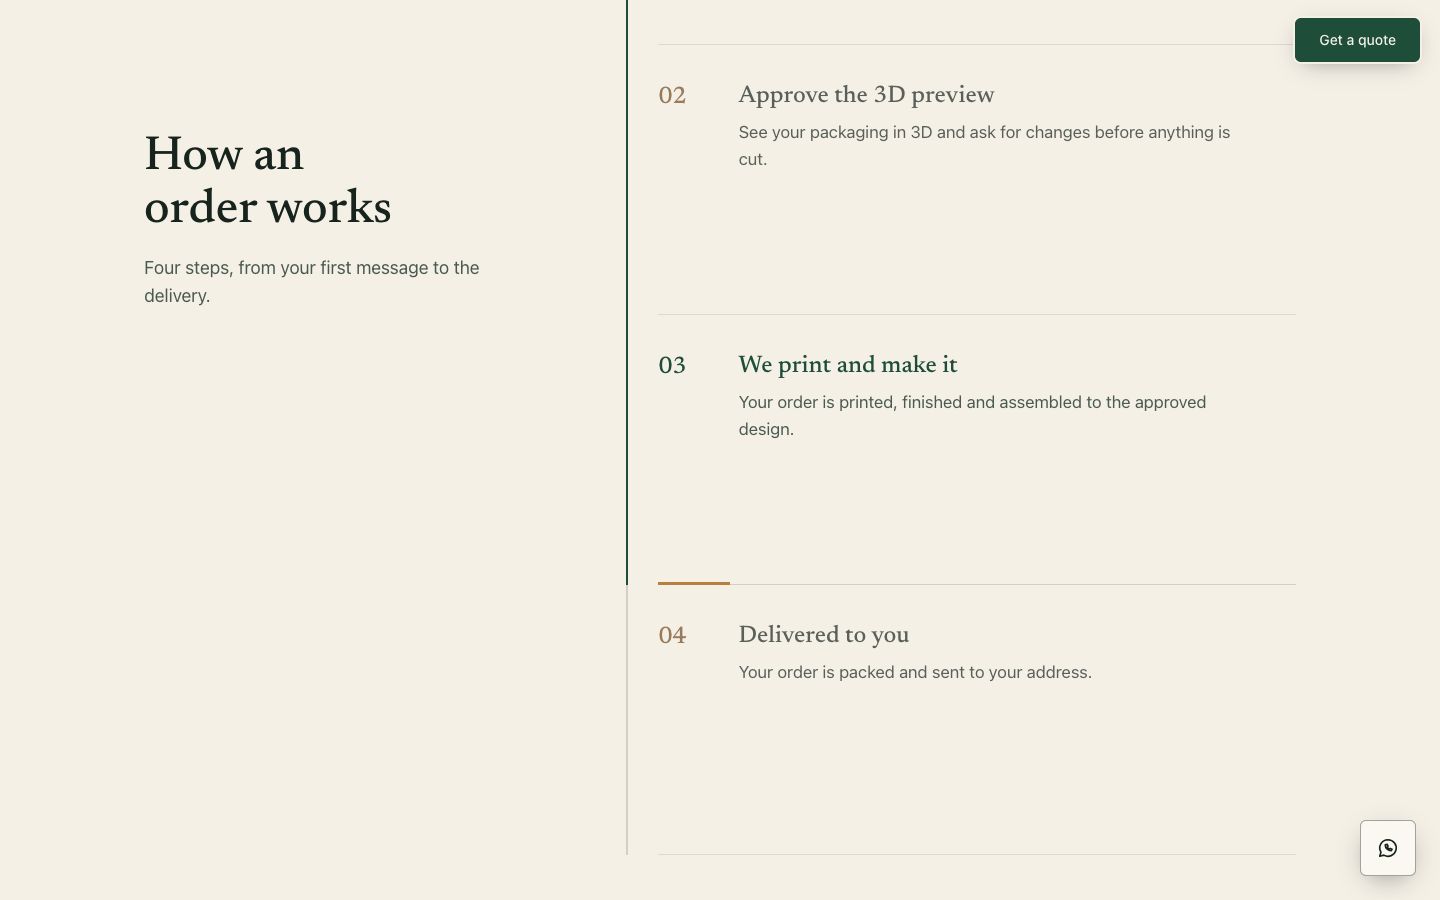 Get a quote
How an
order works
Four steps, from your first message to the
delivery.
02
Approve the 3D preview
See your packaging in 3D and ask for changes before anything is
cut.
03
We print and make it
Your order is printed, finished and assembled to the approved
design.
04
Delivered to you
Your order is packed and sent to your address.